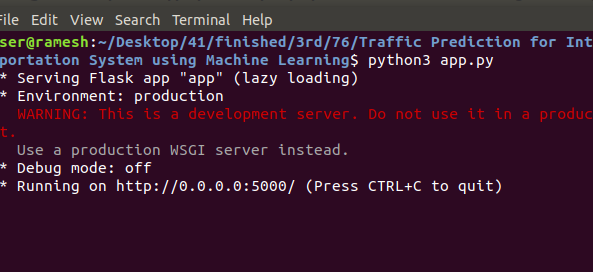 File Edit View Search Terminal Help
ser@ramesh:~/Desktop/41/finished/3rd/76/Traffic Prediction for Int
portation System using Machine Learning$ python3 app.py
* Serving Flask app "app" (lazy loading)
* Environment: production
WARNING: This is a development server. Do not use it in a produc
t.
Use a production WSGI server instead.
* Debug mode: off
* Running on http://0.0.0.0:5000/ (Press CTRL+C to quit)